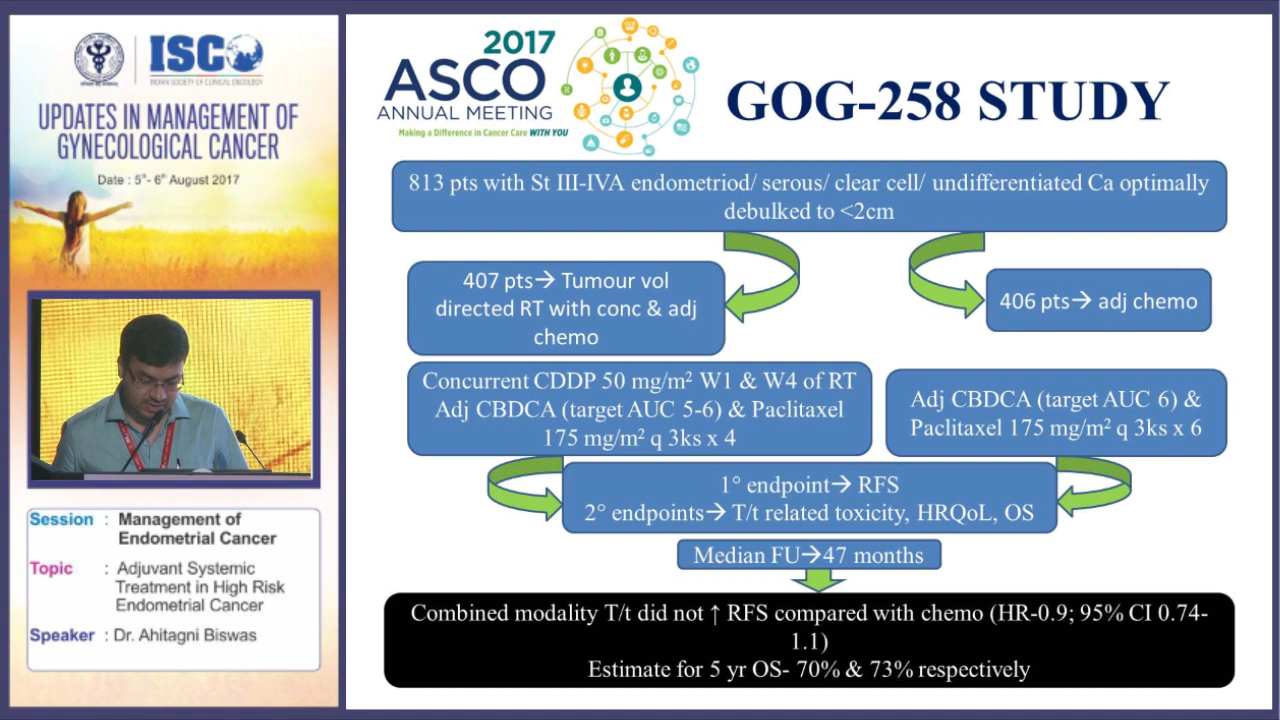 ISCO
INDIAN SOCIETY OF CLINICAL ONCOLOGY
UPDATES IN MANAGEMENT OF
GYNECOLOGICAL CANCER
Date : 5th- 6th August 2017
Session : Management of
Endometrial Cancer
Topic : Adjuvant Systemic
Treatment in High Risk
Endometrial Cancer
Speaker : Dr. Ahitagni Biswas
2017
ASCO
ANNUAL MEETING
Making a Difference in Cancer Care WITH YOU
GOG-258 STUDY
813 pts with St III-IVA endometriod/ serous/ clear cell/ undifferentiated Ca optimally
debulked to <2cm
407 pts→ Tumour vol
directed RT with conc & adj
chemo
406 pts→ adj chemo
Concurrent CDDP 50 mg/m² W1 & W4 of RT
Adj CBDCA (target AUC 5-6) & Paclitaxel
175 mg/m² q 3ks x 4
Adj CBDCA (target AUC 6) &
Paclitaxel 175 mg/m² q 3ks x 6
1° endpoint→ RFS
2° endpoints→ T/t related toxicity, HRQoL, OS
Median FU→47 months
Combined modality T/t did not ↑ RFS compared with chemo (HR-0.9; 95% CI 0.74-
1.1)
Estimate for 5 yr OS- 70% & 73% respectively